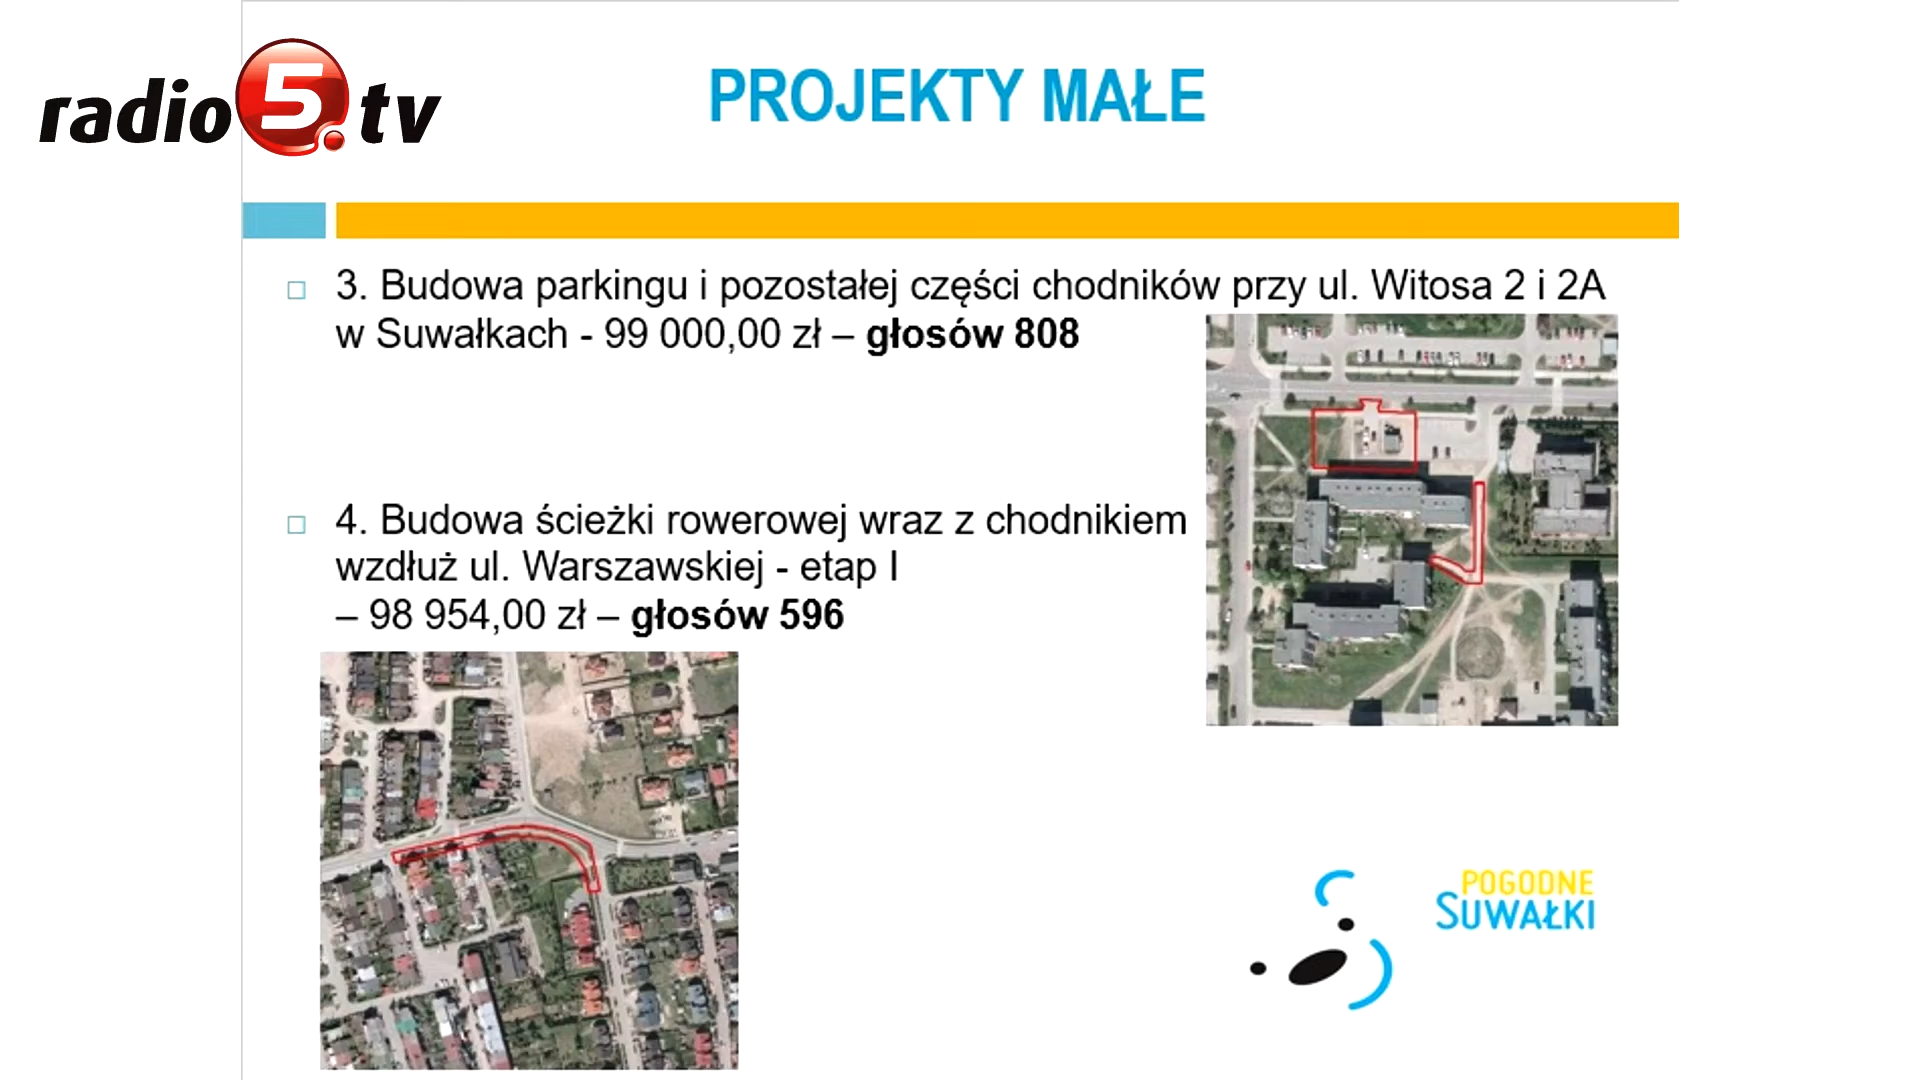 radio 5.tv
PROJEKTY MAŁE
3. Budowa parkingu i pozostałej części chodników przy ul. Witosa 2 i 2A
w Suwałkach - 99 000,00 zł – głosów 808
4. Budowa ścieżki rowerowej wraz z chodnikiem
wzdłuż ul. Warszawskiej - etap I
– 98 954,00 zł – głosów 596
POGODNE
SUWAŁKI